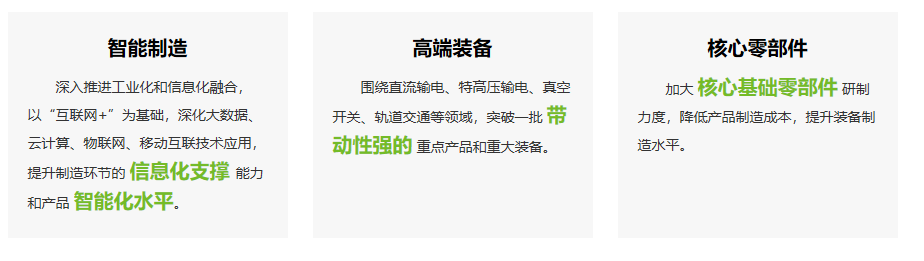 智能制造
深入推进工业化和信息化融合，
以“互联网+”为基础，深化大数据、
云计算、物联网、移动互联技术应用，
提升制造环节的 信息化支撑 能力
和产品 智能化水平。
高端装备
围绕直流输电、特高压输电、真空
开关、轨道交通等领域，突破一批 带
动性强的 重点产品和重大装备。
核心零部件
加大 核心基础零部件 研制
力度，降低产品制造成本，提升装备制
造水平。